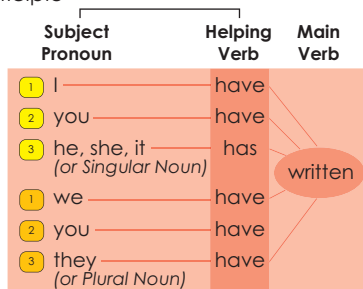 Subject Pronoun Helping Verb Main Verb
1 I have
2 you have
3 he, she, it has
(or Singular Noun)
written
1 we have
2 you have
3 they have
(or Plural Noun)